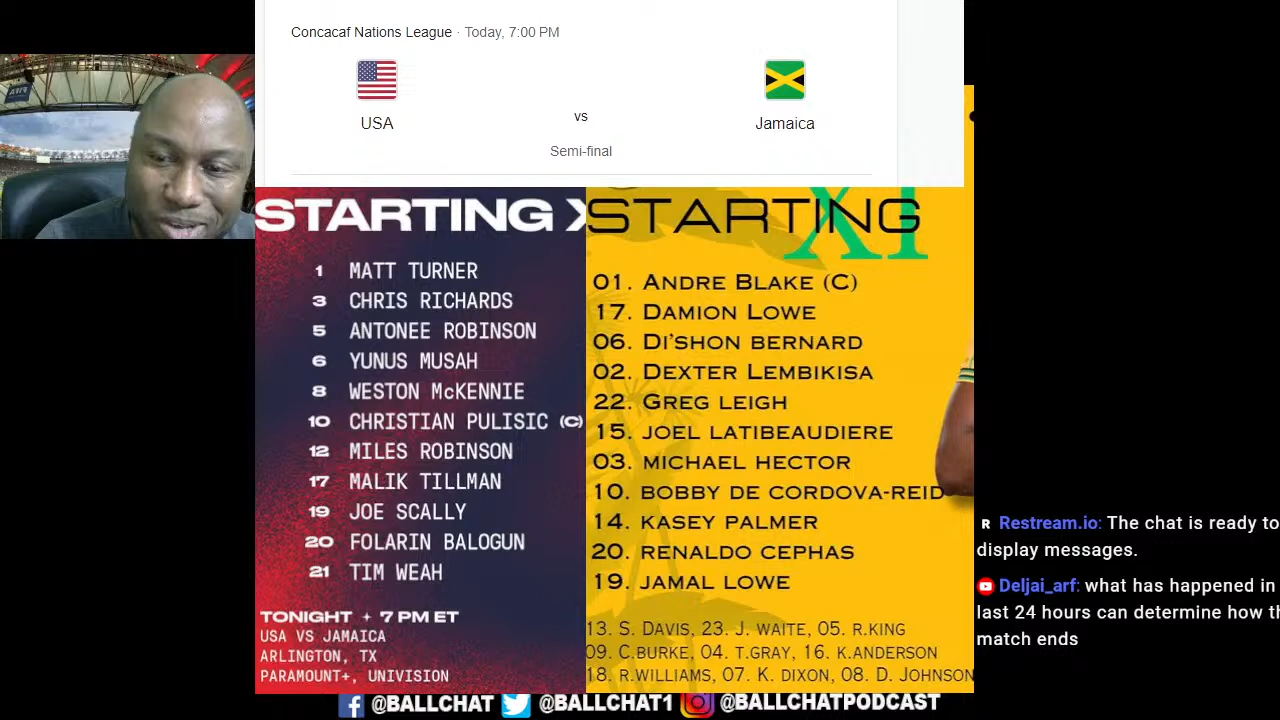 Concacaf Nations League · Today, 7:00 PM
USA
vs
Jamaica
Semi-final
STARTING X
1 MATT TURNER
3 CHRIS RICHARDS
5 ANTONEE ROBINSON
6 YUNUS MUSAH
8 WESTON McKENNIE
10 CHRISTIAN PULISIC (C)
12 MILES ROBINSON
17 MALIK TILLMAN
19 JOE SCALLY
20 FOLARIN BALOGUN
21 TIM WEAH
TONIGHT + 7 PM ET
USA VS JAMAICA
ARLINGTON, TX
PARAMOUNT+, UNIVISION
STARTING
XI
01. ANDRE BLAKE (C)
17. DAMION LOWE
06. DI'SHON BERNARD
02. DEXTER LEMBIKISA
22. GREG LEIGH
15. JOEL LATIBEAUDIERE
03. MICHAEL HECTOR
10. BOBBY DE CORDOVA-REID
14. KASEY PALMER
20. RENALDO CEPHAS
19. JAMAL LOWE
13. S. DAVIS, 23. J. WAITE, 05. R.KING
09. C.BURKE, 04. T.GRAY, 16. K.ANDERSON
18. R.WILLIAMS, 07. K. DIXON, 08. D. JOHNSON
R Restream.io: The chat is ready to
display messages.
Deljai_arf: what has happened in
last 24 hours can determine how th
match ends
@BALLCHAT @BALLCHAT1 @BALLCHATPODCAST